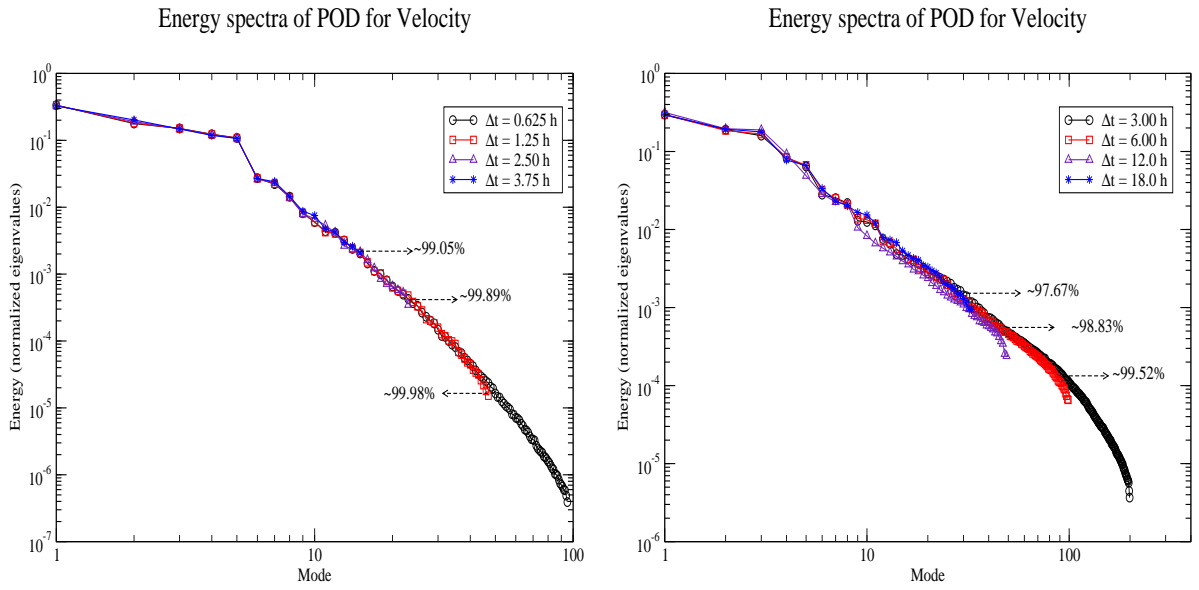 Energy spectra of POD for Velocity
10^0
10^-1
10^-2
10^-3
10^-4
10^-5
10^-6
10^-7
Energy (normalized eigenvalues)
Δt = 0.625 h
Δt = 1.25 h
Δt = 2.50 h
Δt = 3.75 h
~99.05%
~99.89%
~99.98%
1
10
100
Mode
Energy spectra of POD for Velocity
10^0
10^-1
10^-2
10^-3
10^-4
10^-5
10^-6
Energy (normalized eigenvalues)
Δt = 3.00 h
Δt = 6.00 h
Δt = 12.0 h
Δt = 18.0 h
~97.67%
~98.83%
~99.52%
1
10
100
Mode